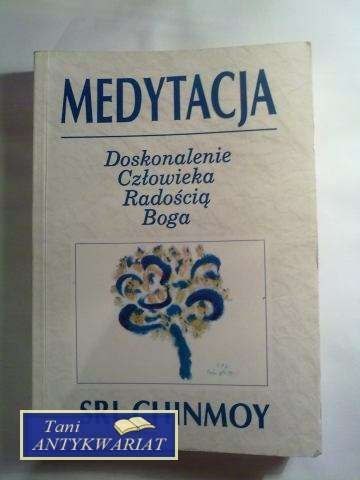 MEDYTACJA
Doskonalenie
Człowieka
Radością
Boga
SRI CHINMOY
Tani
ANTYKWARIAT